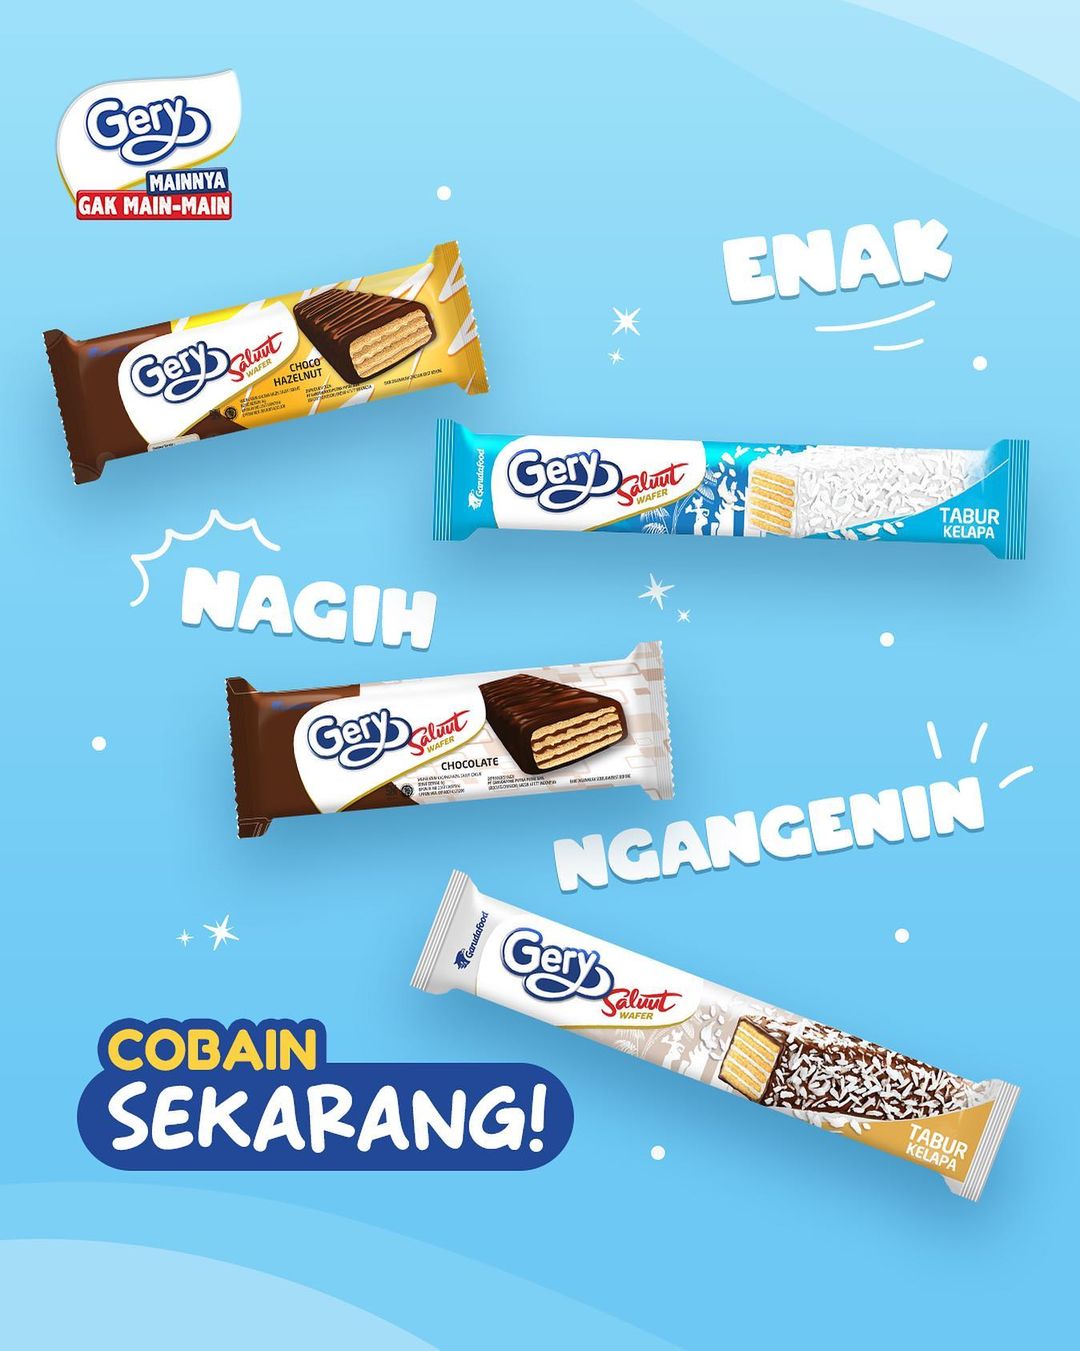 Gery
MAINNYA
GAK MAIN-MAIN
ENAK
Gery
Saluut
WAFER
CHOCO
HAZELNUT
Garudafood
Gery
Saluut
WAFER
TABUR
KELAPA
NAGIH
Gery
Saluut
WAFER
CHOCOLATE
NGANGENIN
Garudafood
Gery
Saluut
WAFER
TABUR
KELAPA
COBAIN
SEKARANG!